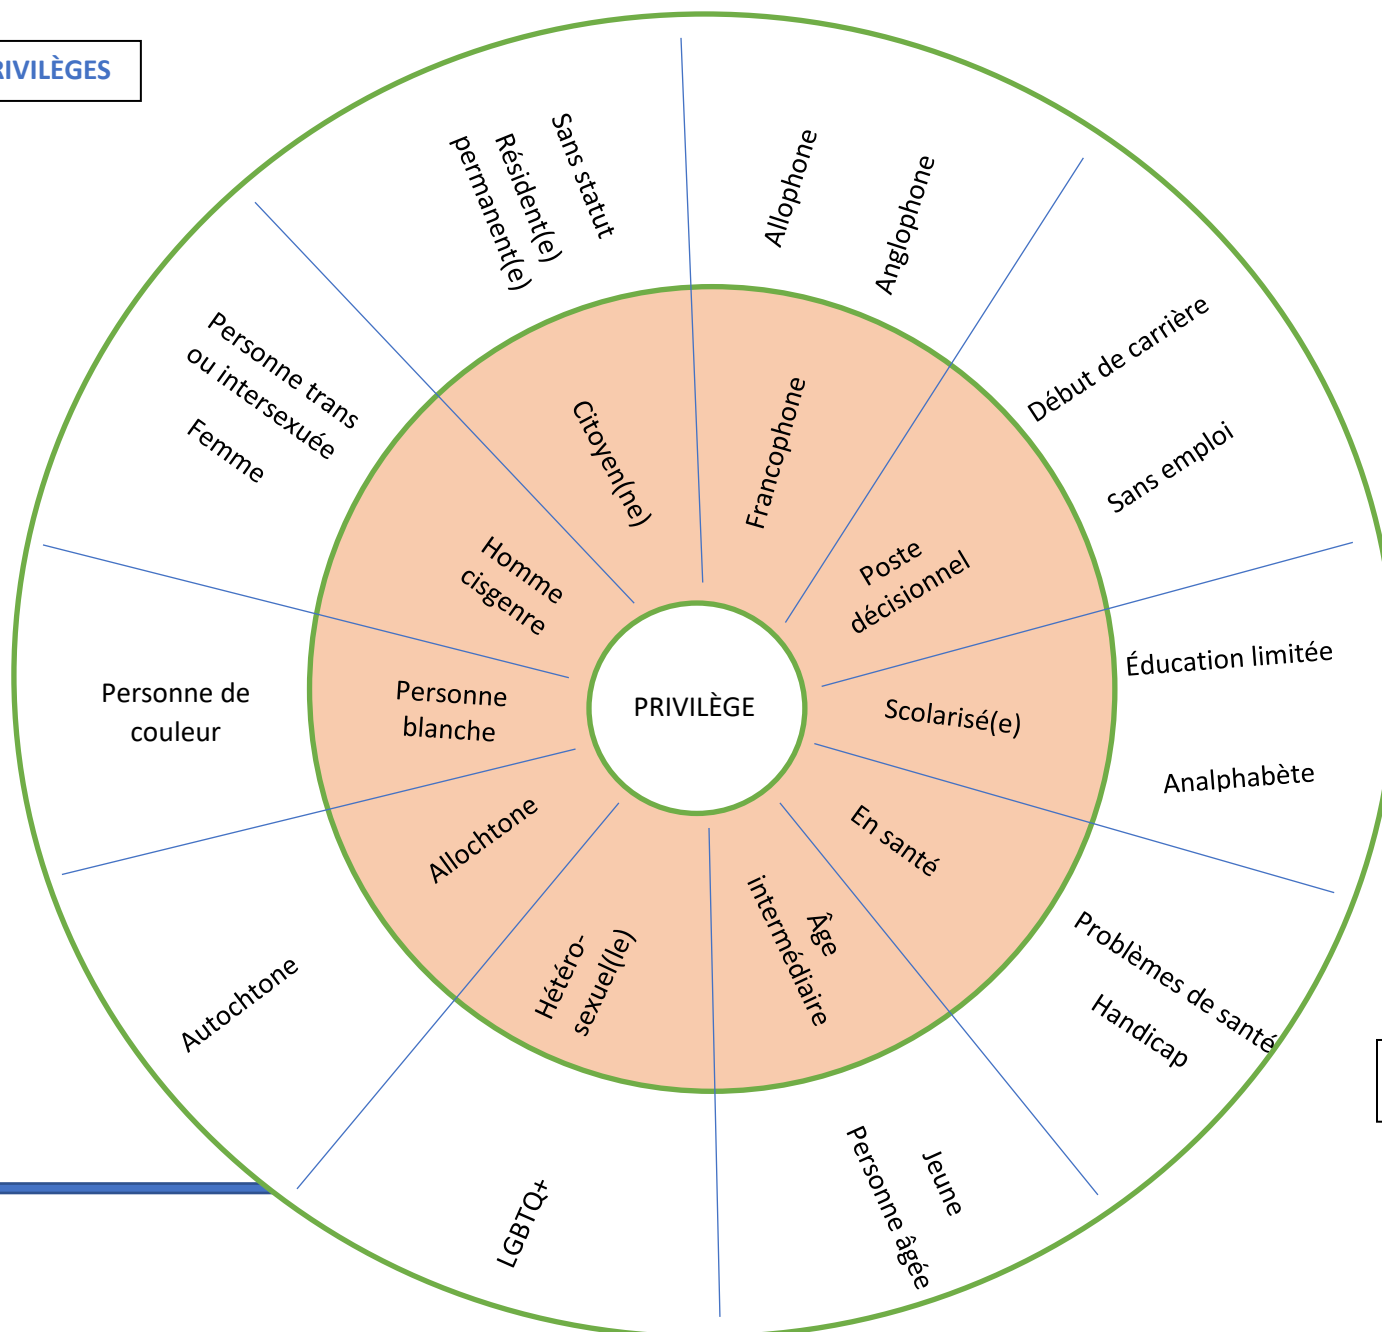 RIVILÈGES
Sans statut
Résident(e)
permanent(e)
Allophone
Anglophone
Début de carrière
Sans emploi
Personne trans
ou intersexuée
Femme
Citoyen(ne)
Francophone
Homme
cisgenre
Poste
décisionnel
Éducation limitée
Analphabète
Personne de
couleur
Personne
blanche
PRIVILÈGE
Scolarisé(e)
Allochtone
En santé
Hétéro-
sexuel(le)
Âge
intermédiaire
Problèmes de santé
Handicap
Autochtone
LGBTQ+
Jeune
Personne âgée